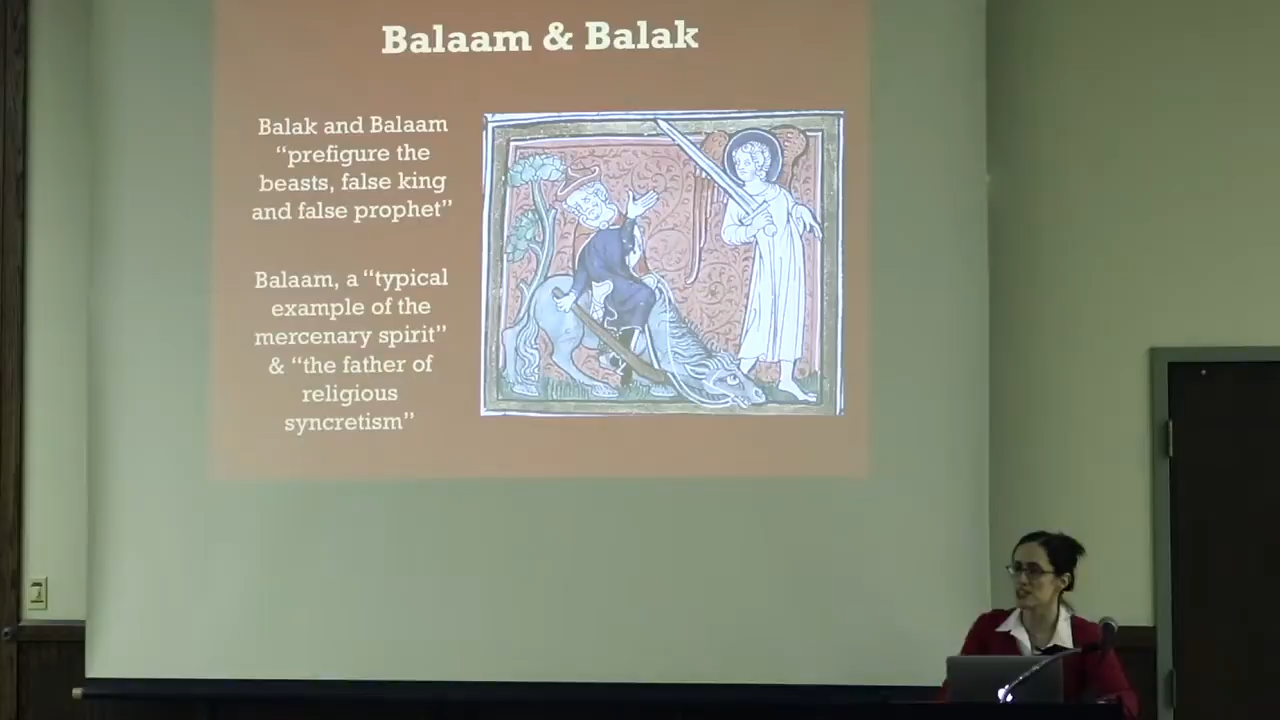 Balaam & Balak
Balak and Balaam
“prefigure the
beasts, false king
and false prophet”
Balaam, a “typical
example of the
mercenary spirit”
& “the father of
religious
syncretism”